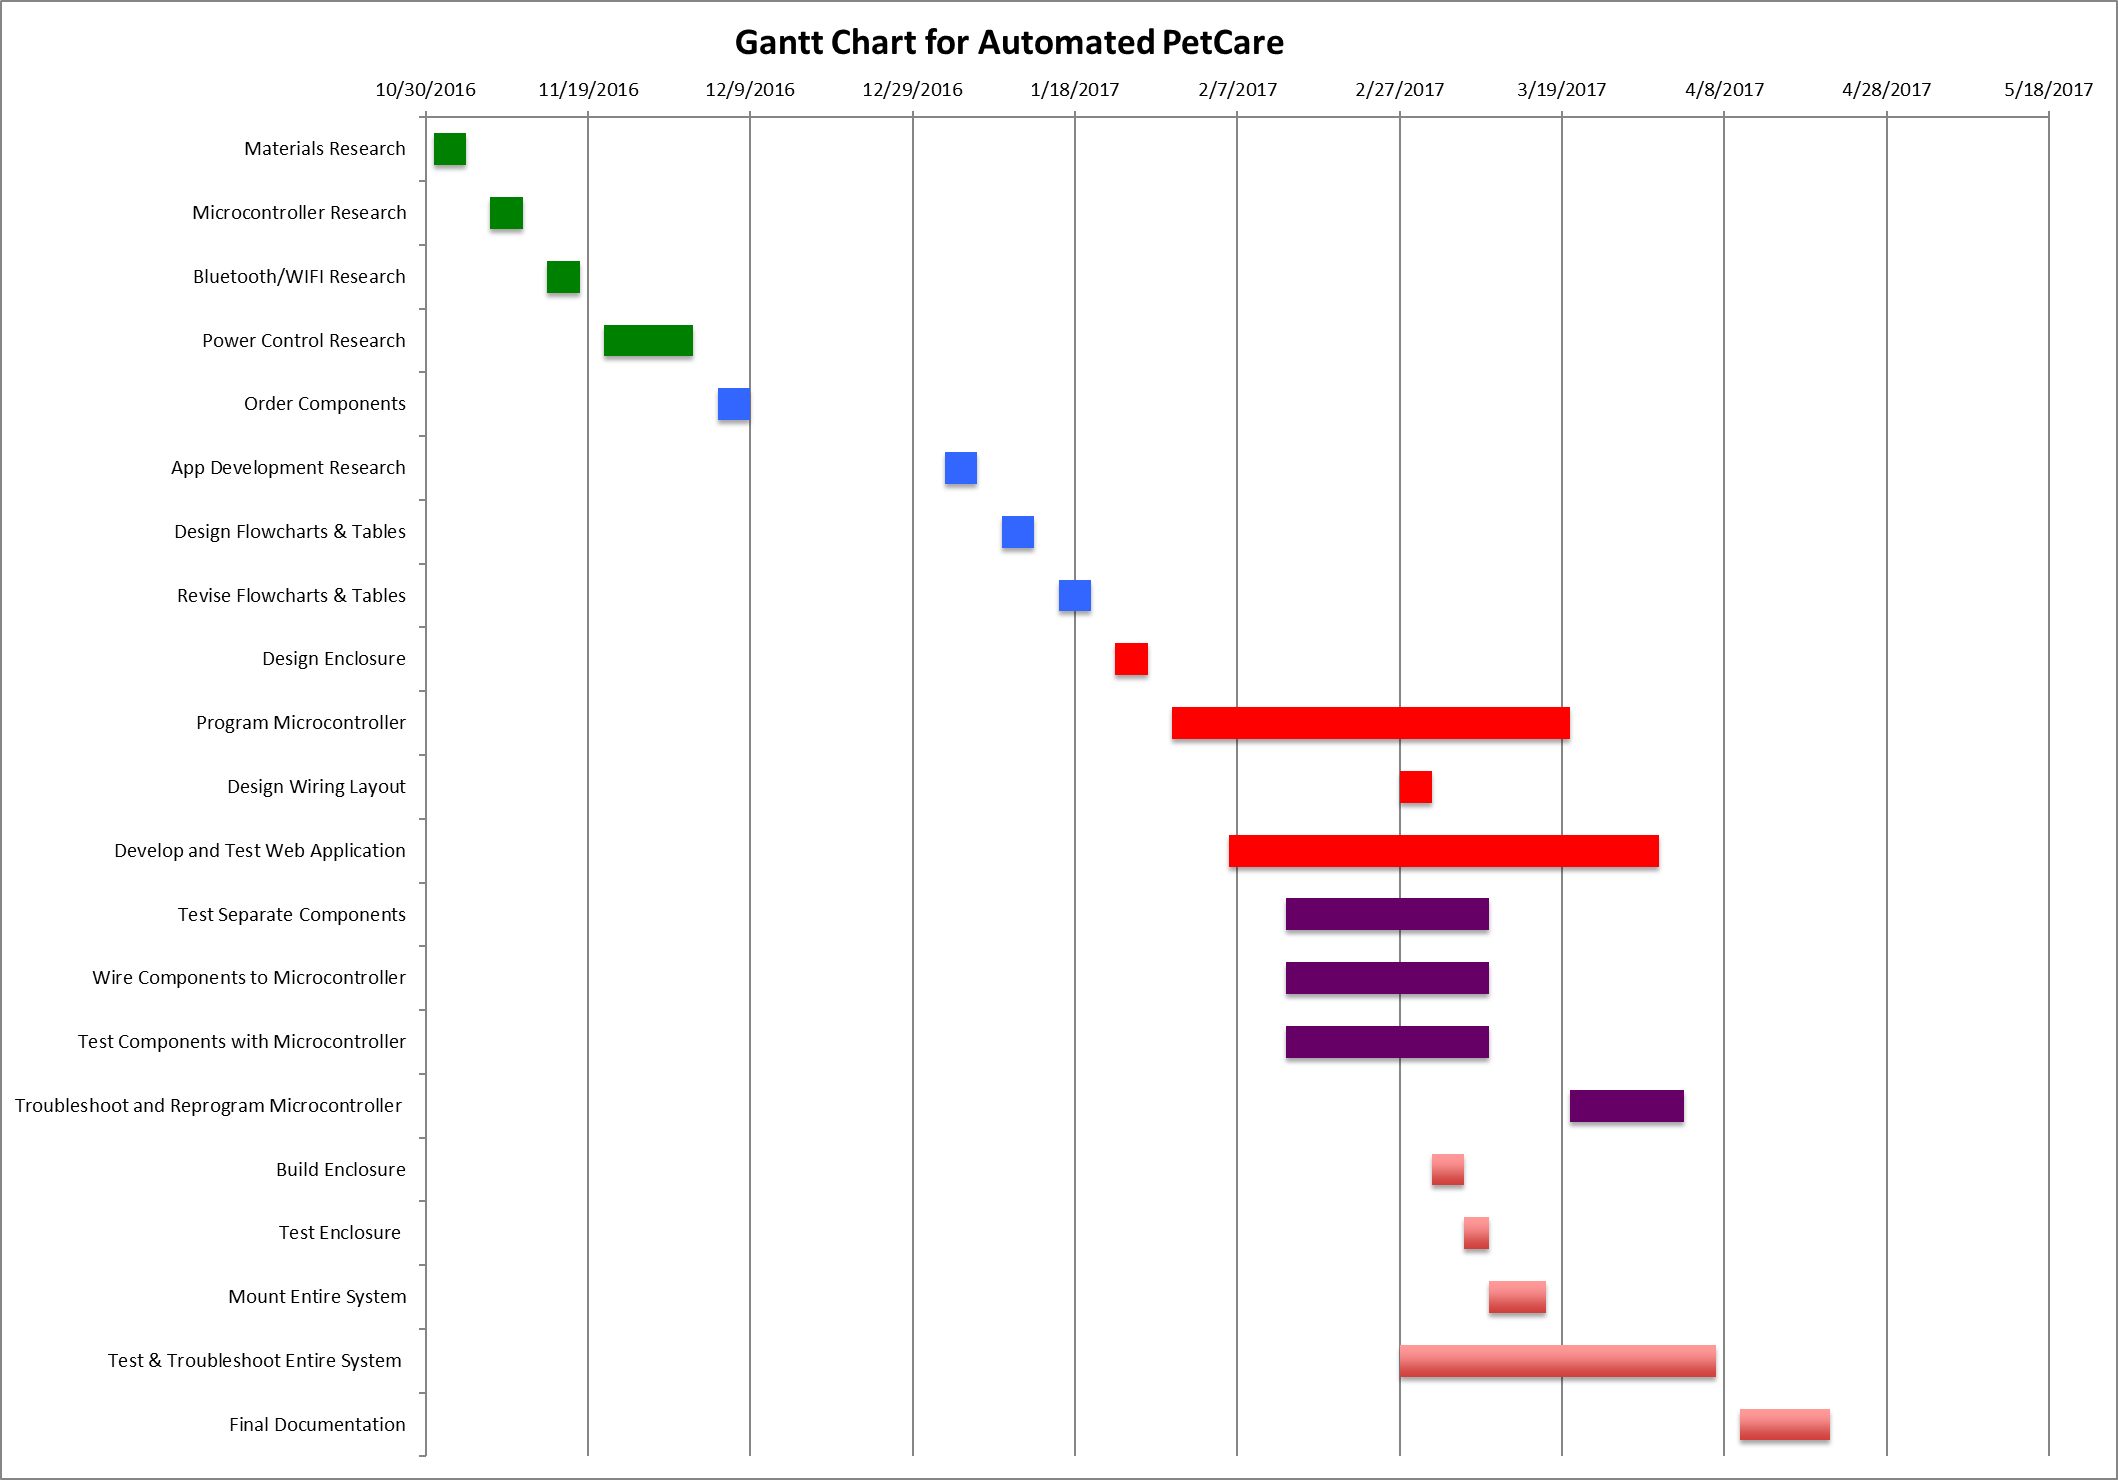 Gantt Chart for Automated PetCare
10/30/2016 11/19/2016 12/9/2016 12/29/2016 1/18/2017 2/7/2017 2/27/2017 3/19/2017 4/8/2017 4/28/2017 5/18/2017
Materials Research
Microcontroller Research
Bluetooth/WIFI Research
Power Control Research
Order Components
App Development Research
Design Flowcharts & Tables
Revise Flowcharts & Tables
Design Enclosure
Program Microcontroller
Design Wiring Layout
Develop and Test Web Application
Test Separate Components
Wire Components to Microcontroller
Test Components with Microcontroller
Troubleshoot and Reprogram Microcontroller
Build Enclosure
Test Enclosure
Mount Entire System
Test & Troubleshoot Entire System
Final Documentation